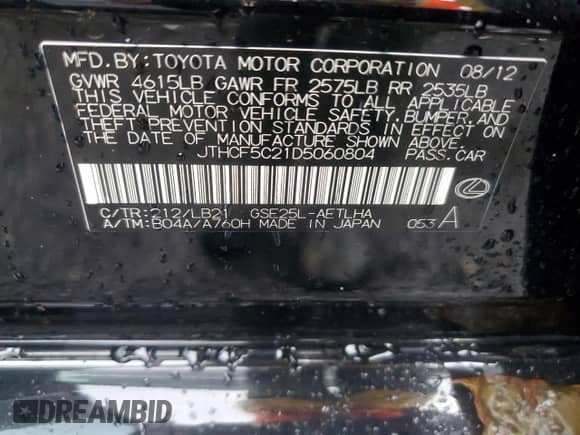 MFD.BY:TOYOTA MOTOR CORPORATION 08/12
GVWR 4615LB GAWR FR 2575LB RR 2535LB
THIS VEHICLE CONFORMS TO ALL APPLICABLE
FEDERAL MOTOR VEHICLE SAFETY,BUMPER,AND
THEFT PREVENTION STANDARDS IN EFFECT ON
THE DATE OF MANUFACTURE SHOWN ABOVE.
JTHCF5C21D5060804 PASS.CAR
C/TR:212/LB21 GSE25L-AETLHA
A/TM:B04A/A760H MADE IN JAPAN 053 A
DREAMBID